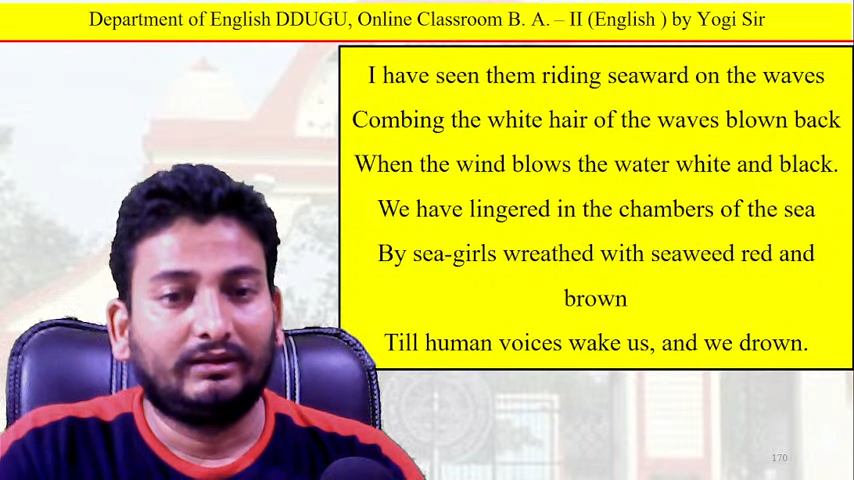 Department of English DDUGU, Online Classroom B. A. – II (English ) by Yogi Sir
I have seen them riding seaward on the waves
Combing the white hair of the waves blown back
When the wind blows the water white and black.
We have lingered in the chambers of the sea
By sea-girls wreathed with seaweed red and
brown
Till human voices wake us, and we drown.
170